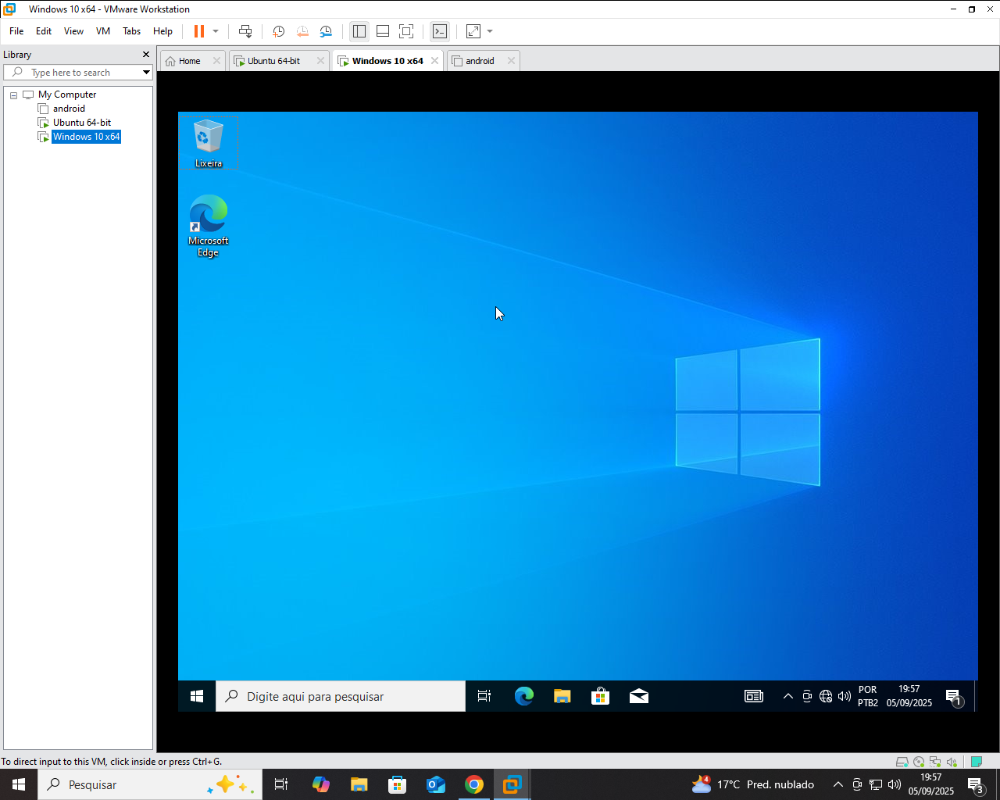 Windows 10 x64 - VMware Workstation
File Edit View VM Tabs Help
Library
Type here to search
My Computer
android
Ubuntu 64-bit
Windows 10 x64
Home
Ubuntu 64-bit
Windows 10 x64
android
Lixeira
Microsoft
Edge
Digite aqui para pesquisar
POR
PTB2
19:57
05/09/2025
1
To direct input to this VM, click inside or press Ctrl+G.
Pesquisar
4
17°C Pred. nublado
19:57
05/09/2025
3